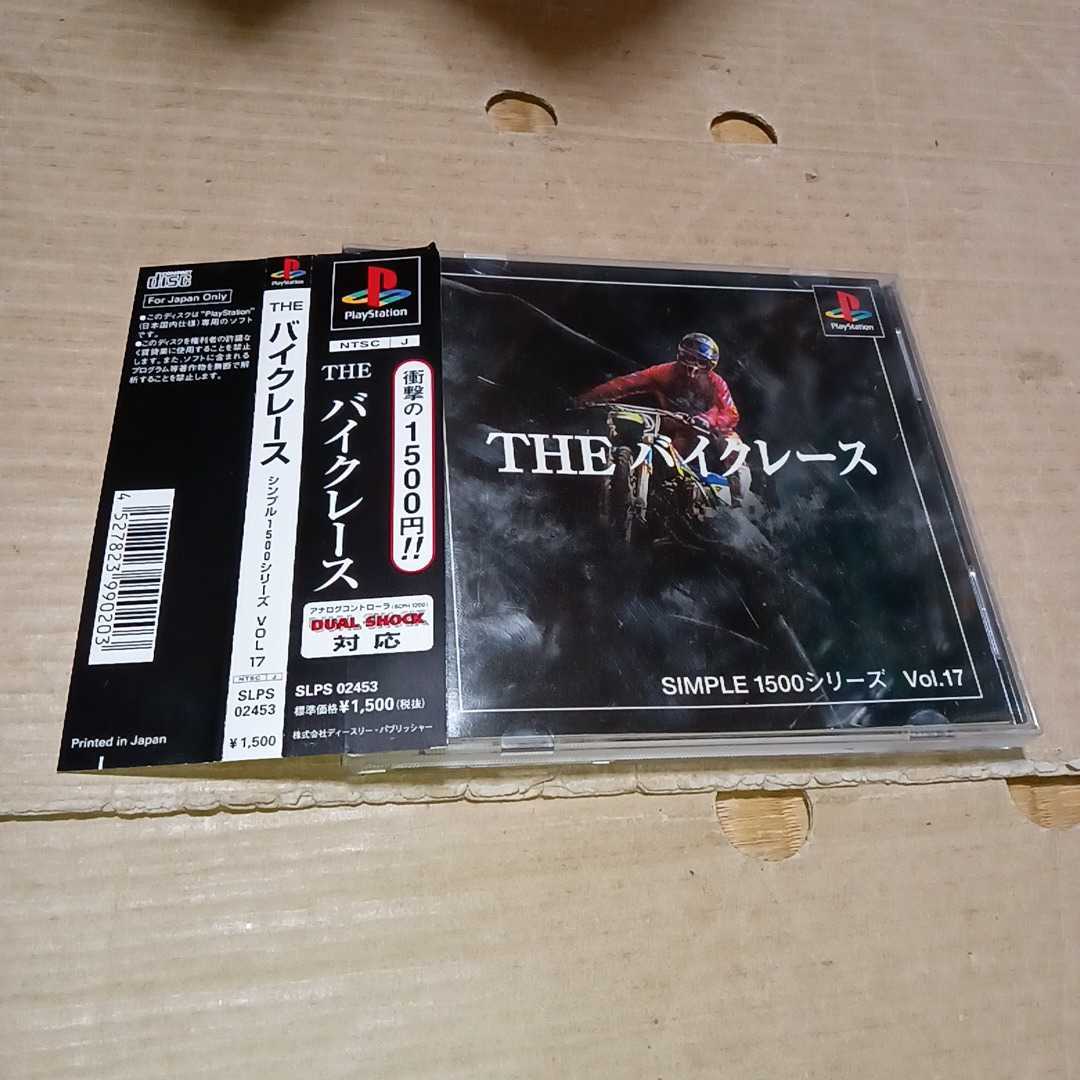 COMPACT
disc
For Japan Only
●このディスクは"PlayStation"
(日本国内仕様)専用のソフト
です。
●このディスクを権利者の許諾な
く賃貸業に使用することを禁止
します。また、ソフトに含まれる
プログラム等著作物を無断で解
析することを禁止します。
4 527823 990203
Printed in Japan
PlayStation
THE バイクレース
シンプル1500シリーズ VOL.17
NTSC J
SLPS
02453
¥1,500
PlayStation
NTSC J
THE バイクレース
衝撃の1500円!!
アナログコントローラ(SCPH 1200)
DUAL SHOCK
対応
SLPS 02453
標準価格¥1,500(税抜)
株式会社ディースリー・パブリッシャー
PlayStation
THE バイクレース
SIMPLE 1500シリーズ Vol.17